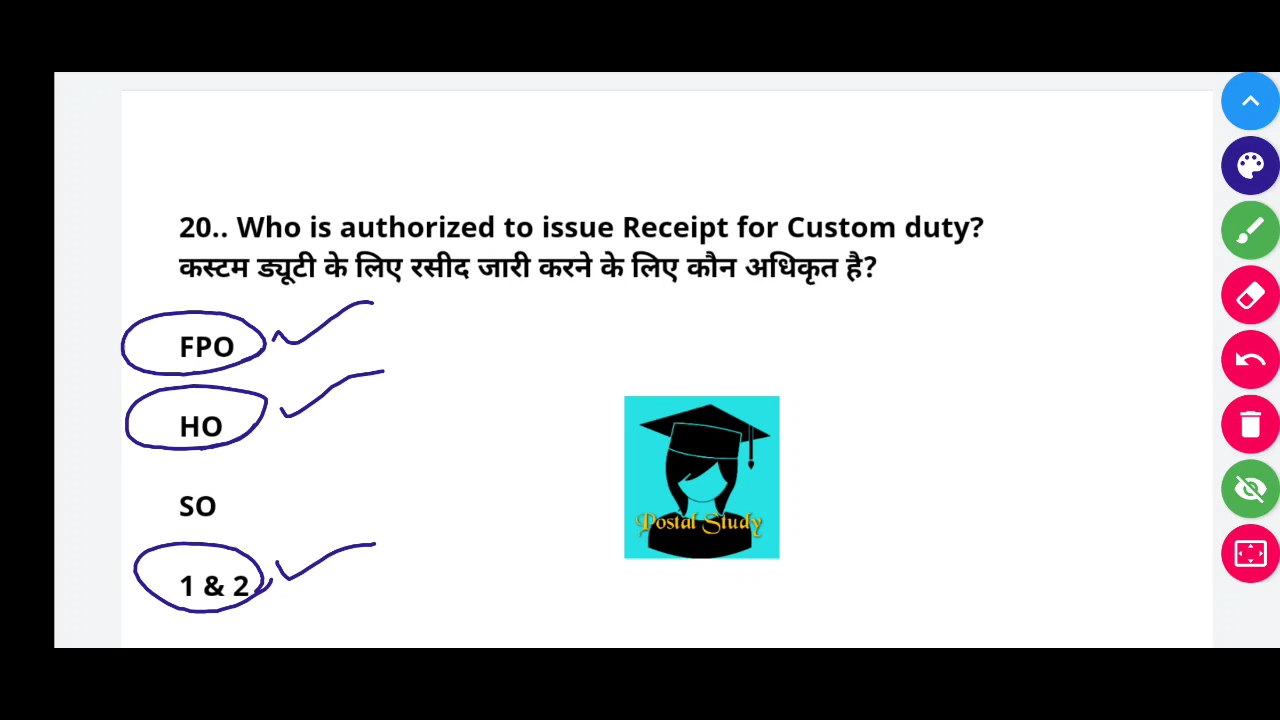 20.. Who is authorized to issue Receipt for Custom duty?
कस्टम ड्यूटी के लिए रसीद जारी करने के लिए कौन अधिकृत है?
FPO
HO
SO
1 & 2
Postal Study